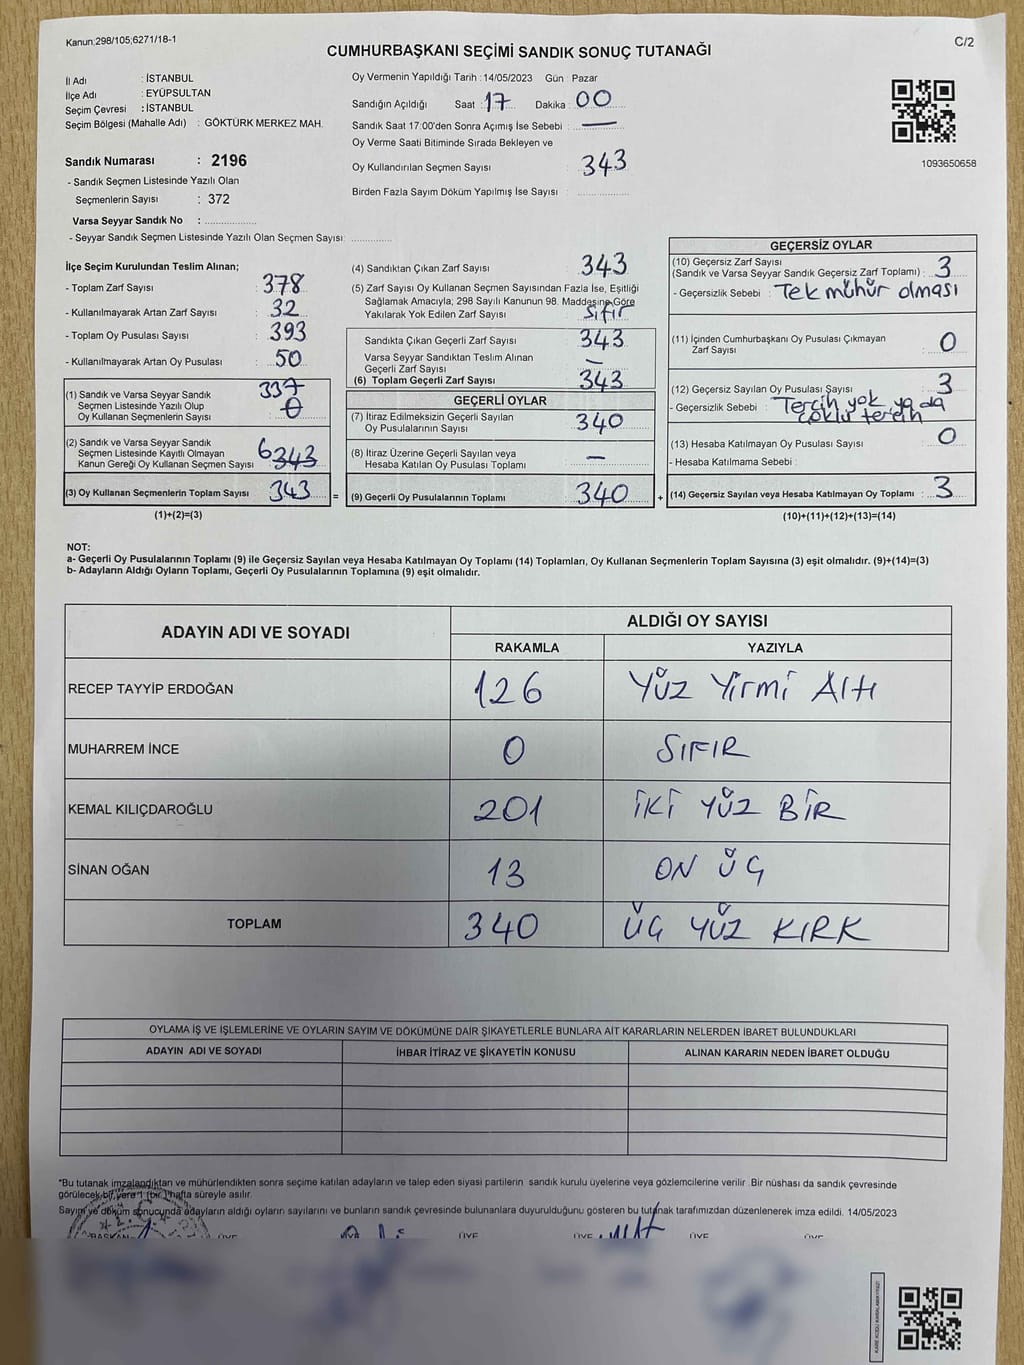 Kanun;298/105;6271/18-1
C/2
CUMHURBAŞKANI SEÇİMİ SANDIK SONUÇ TUTANAĞI
İl Adı : İSTANBUL
İlçe Adı : EYÜPSULTAN
Seçim Çevresi : İSTANBUL
Seçim Bölgesi (Mahalle Adı) : GÖKTÜRK MERKEZ MAH.
Sandık Numarası : 2196
- Sandık Seçmen Listesinde Yazılı Olan
Seçmenlerin Sayısı : 372
Varsa Seyyar Sandık No : ....................
- Seyyar Sandık Seçmen Listesinde Yazılı Olan Seçmen Sayısı: ................
Oy Vermenin Yapıldığı Tarih : 14/05/2023 Gün : Pazar
Sandığın Açıldığı Saat : 17 Dakika : 00
Sandık Saat 17:00'den Sonra Açımış İse Sebebi : —
Oy Verme Saati Bitiminde Sırada Bekleyen ve
Oy Kullandırılan Seçmen Sayısı : 343
Birden Fazla Sayım Döküm Yapılmış İse Sayısı : ....................
1093650658
İlçe Seçim Kurulundan Teslim Alınan;
- Toplam Zarf Sayısı : 378
- Kullanılmayarak Artan Zarf Sayısı : 32
- Toplam Oy Pusulası Sayısı : 393
- Kullanılmayarak Artan Oy Pusulası : 50
(1) Sandık ve Varsa Seyyar Sandık 337
Seçmen Listesinde Yazılı Olup : 0
Oy Kullanan Seçmenlerin Sayısı
(2) Sandık ve Varsa Seyyar Sandık
Seçmen Listesinde Kayıtlı Olmayan : 6 343
Kanun Gereği Oy Kullanan Seçmen Sayısı
(3) Oy Kullanan Seçmenlerin Toplam Sayısı : 343
(1)+(2)=(3)
=
(4) Sandıktan Çıkan Zarf Sayısı : 343
(5) Zarf Sayısı Oy Kullanan Seçmen Sayısından Fazla İse, Eşitliği
Sağlamak Amacıyla; 298 Sayılı Kanunun 98. Maddesine Göre
Yakılarak Yok Edilen Zarf Sayısı : sıfır
Sandıkta Çıkan Geçerli Zarf Sayısı : 343
Varsa Seyyar Sandıktan Teslim Alınan
Geçerli Zarf Sayısı : —
(6) Toplam Geçerli Zarf Sayısı : 343
GEÇERLİ OYLAR
(7) İtiraz Edilmeksizin Geçerli Sayılan
Oy Pusulalarının Sayısı : 340
(8) İtiraz Üzerine Geçerli Sayılan veya
Hesaba Katılan Oy Pusulası Toplamı : —
(9) Geçerli Oy Pusulalarının Toplamı : 340
+
GEÇERSİZ OYLAR
(10) Geçersiz Zarf Sayısı
(Sandık ve Varsa Seyyar Sandık Geçersiz Zarf Toplamı) : 3
- Geçersizlik Sebebi : Tek mühür olması
(11) İçinden Cumhurbaşkanı Oy Pusulası Çıkmayan
Zarf Sayısı : 0
(12) Geçersiz Sayılan Oy Pusulası Sayısı : 3
- Geçersizlik Sebebi : Tercih yok ya da
çoklu tercih
(13) Hesaba Katılmayan Oy Pusulası Sayısı : 0
- Hesaba Katılmama Sebebi :
(14) Geçersiz Sayılan veya Hesaba Katılmayan Oy Toplamı : 3
(10)+(11)+(12)+(13)=(14)
NOT:
a- Geçerli Oy Pusulalarının Toplamı (9) ile Geçersiz Sayılan veya Hesaba Katılmayan Oy Toplamı (14) Toplamları, Oy Kullanan Seçmenlerin Toplam Sayısına (3) eşit olmalıdır. (9)+(14)=(3)
b- Adayların Aldığı Oyların Toplamı, Geçerli Oy Pusulalarının Toplamına (9) eşit olmalıdır.
ADAYIN ADI VE SOYADI
ALDIĞI OY SAYISI
RAKAMLA YAZIYLA
RECEP TAYYİP ERDOĞAN 126 YÜZ YİRMİ ALTI
MUHARREM İNCE 0 SIFIR
KEMAL KILIÇDAROĞLU 201 İKİ YÜZ BİR
SİNAN OĞAN 13 ON ÜÇ
TOPLAM 340 ÜÇ YÜZ KIRK
OYLAMA İŞ VE İŞLEMLERİNE VE OYLARIN SAYIM VE DÖKÜMÜNE DAİR ŞİKAYETLERLE BUNLARA AİT KARARLARIN NELERDEN İBARET BULUNDUKLARI
ADAYIN ADI VE SOYADI İHBAR İTİRAZ VE ŞİKAYETİN KONUSU ALINAN KARARIN NEDEN İBARET OLDUĞU
*Bu tutanak imzalandıktan ve mühürlendikten sonra seçime katılan adayların ve talep eden siyasi partilerin sandık kurulu üyelerine veya gözlemcilerine verilir .Bir nüshası da sandık çevresinde
görülecek bir yere 1 (bir ) hafta süreyle asılır.
Sayım ve döküm sonucunda adayların aldığı oyların sayılarını ve bunların sandık çevresinde bulunanlara duyurulduğunu gösteren bu tutanak tarafımızdan düzenlenerek imza edildi. 14/05/2023
BAŞKAN ÜYE ÜYE ÜYE ÜYE ÜYE ÜYE